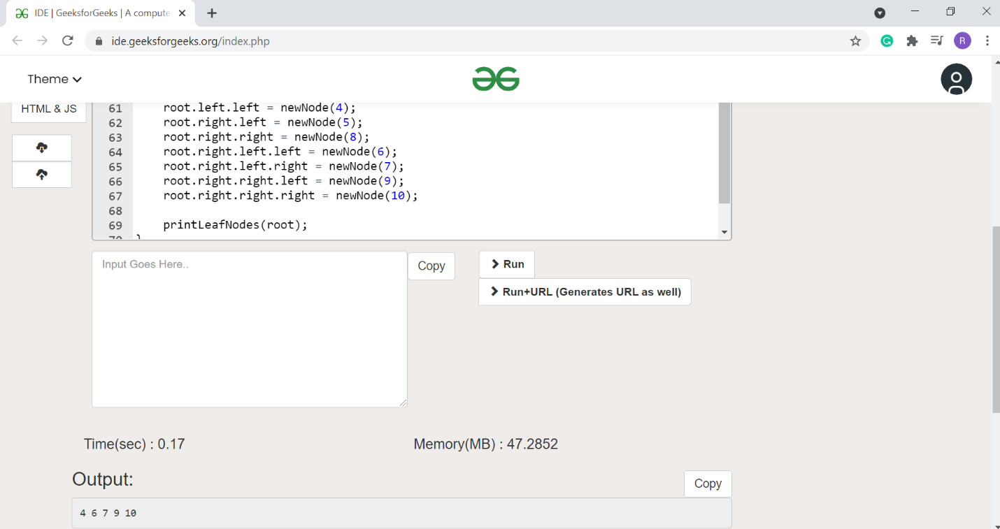 IDE | GeeksforGeeks | A compute
ide.geeksforgeeks.org/index.php
R
Theme
HTML & JS
61 root.left.left = newNode(4);
62 root.right.left = newNode(5);
63 root.right.right = newNode(8);
64 root.right.left.left = newNode(6);
65 root.right.left.right = newNode(7);
66 root.right.right.left = newNode(9);
67 root.right.right.right = newNode(10);
68
69 printLeafNodes(root);
70 }
Input Goes Here..
Copy
Run
Run+URL (Generates URL as well)
Time(sec) : 0.17
Memory(MB) : 47.2852
Output:
Copy
4 6 7 9 10